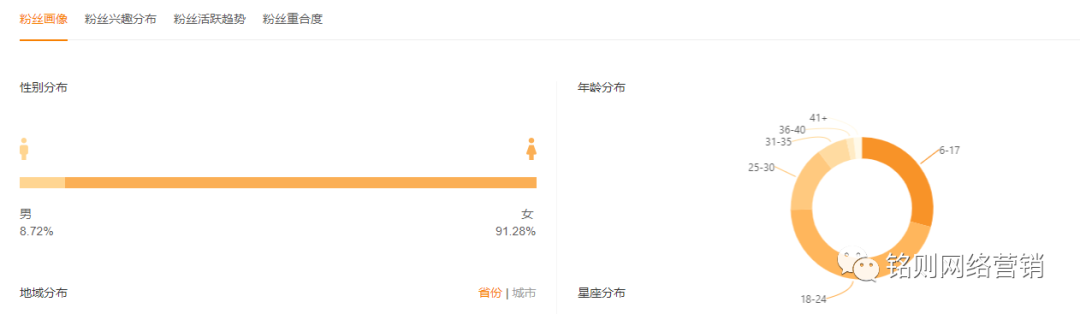 粉丝画像 粉丝兴趣分布 粉丝活跃趋势 粉丝重合度
性别分布
男
8.72%
女
91.28%
年龄分布
41+
36-40
31-35
25-30
6-17
18-24
铭则网络营销
地域分布
省份 | 城市
星座分布